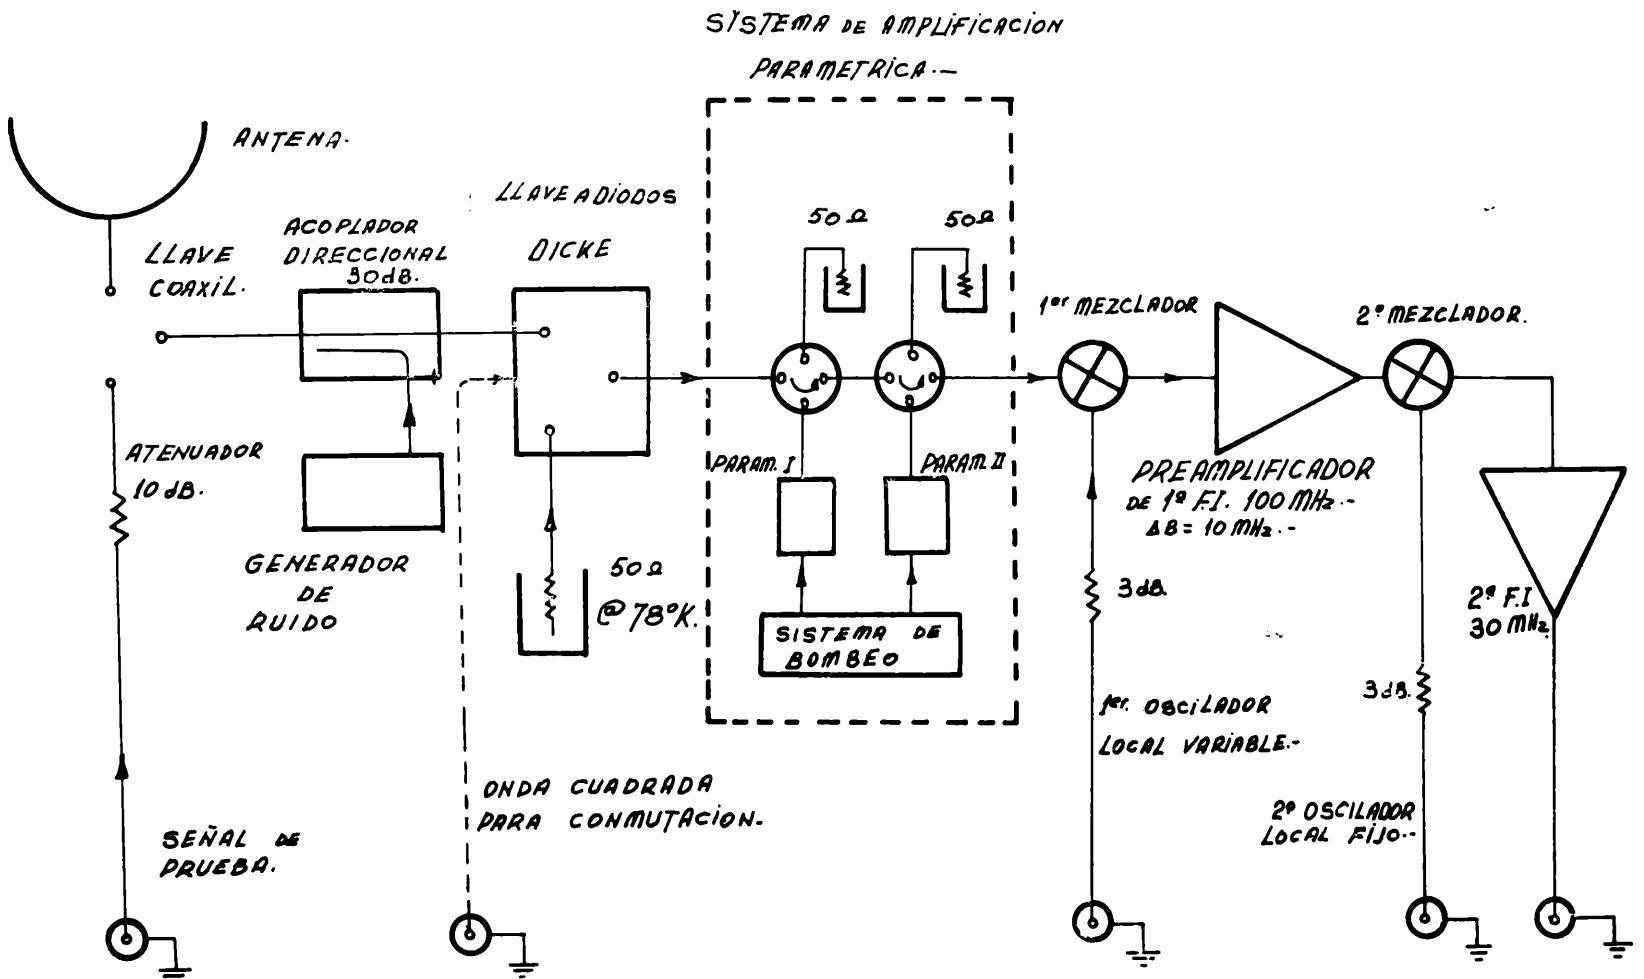 SISTEMA DE AMPLIFICACION
PARAMETRICA.-
ANTENA.
LLAVE
COAXIL.
ACOPLADOR
DIRECCIONAL
30dB.
LLAVE A DIODOS
DICKE
50Ω
50Ω
1er MEZCLADOR
2º MEZCLADOR.
ATENUADOR
10 dB.
GENERADOR
DE
RUIDO
50Ω
@ 78°K.
PARAM. I
PARAM. II
SISTEMA DE
BOMBEO
PREAMPLIFICADOR
DE 1ª F.I. 100 MHz.-
ΔB = 10 MHz.-
3dB.
2ª F.I
30 MHz
3dB.
1er. OSCILADOR
LOCAL VARIABLE.-
ONDA CUADRADA
PARA CONMUTACION.
2º OSCILADOR
LOCAL FIJO.-
SEÑAL DE
PRUEBA.